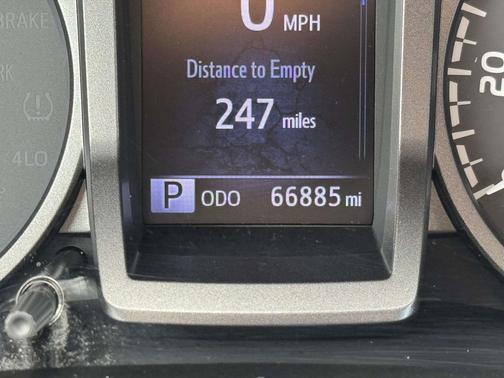 BRAKE
0 MPH
Distance to Empty
247 miles
20
4LO
P ODO 66885 mi